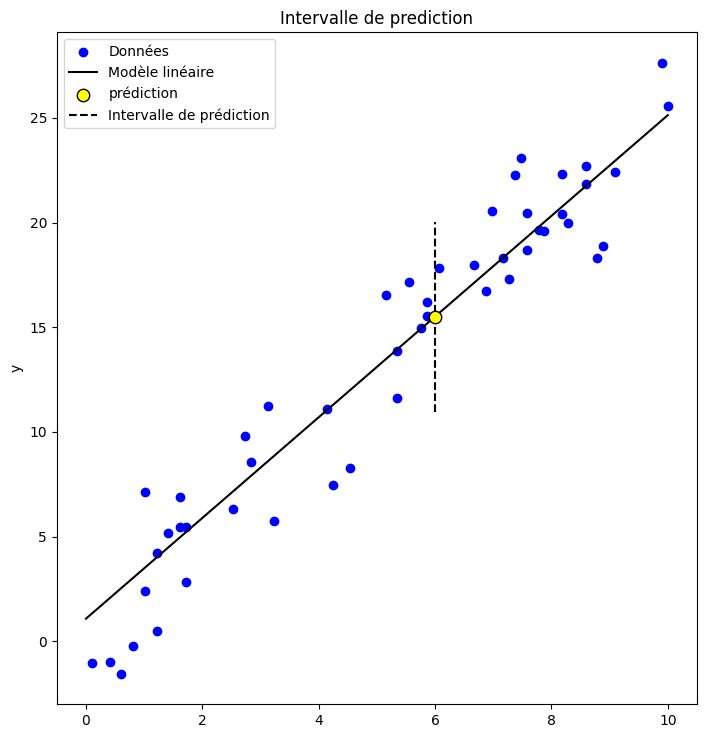 Intervalle de prediction
Données
Modèle linéaire
prédiction
Intervalle de prédiction
y
25
20
15
10
5
0
0 2 4 6 8 10